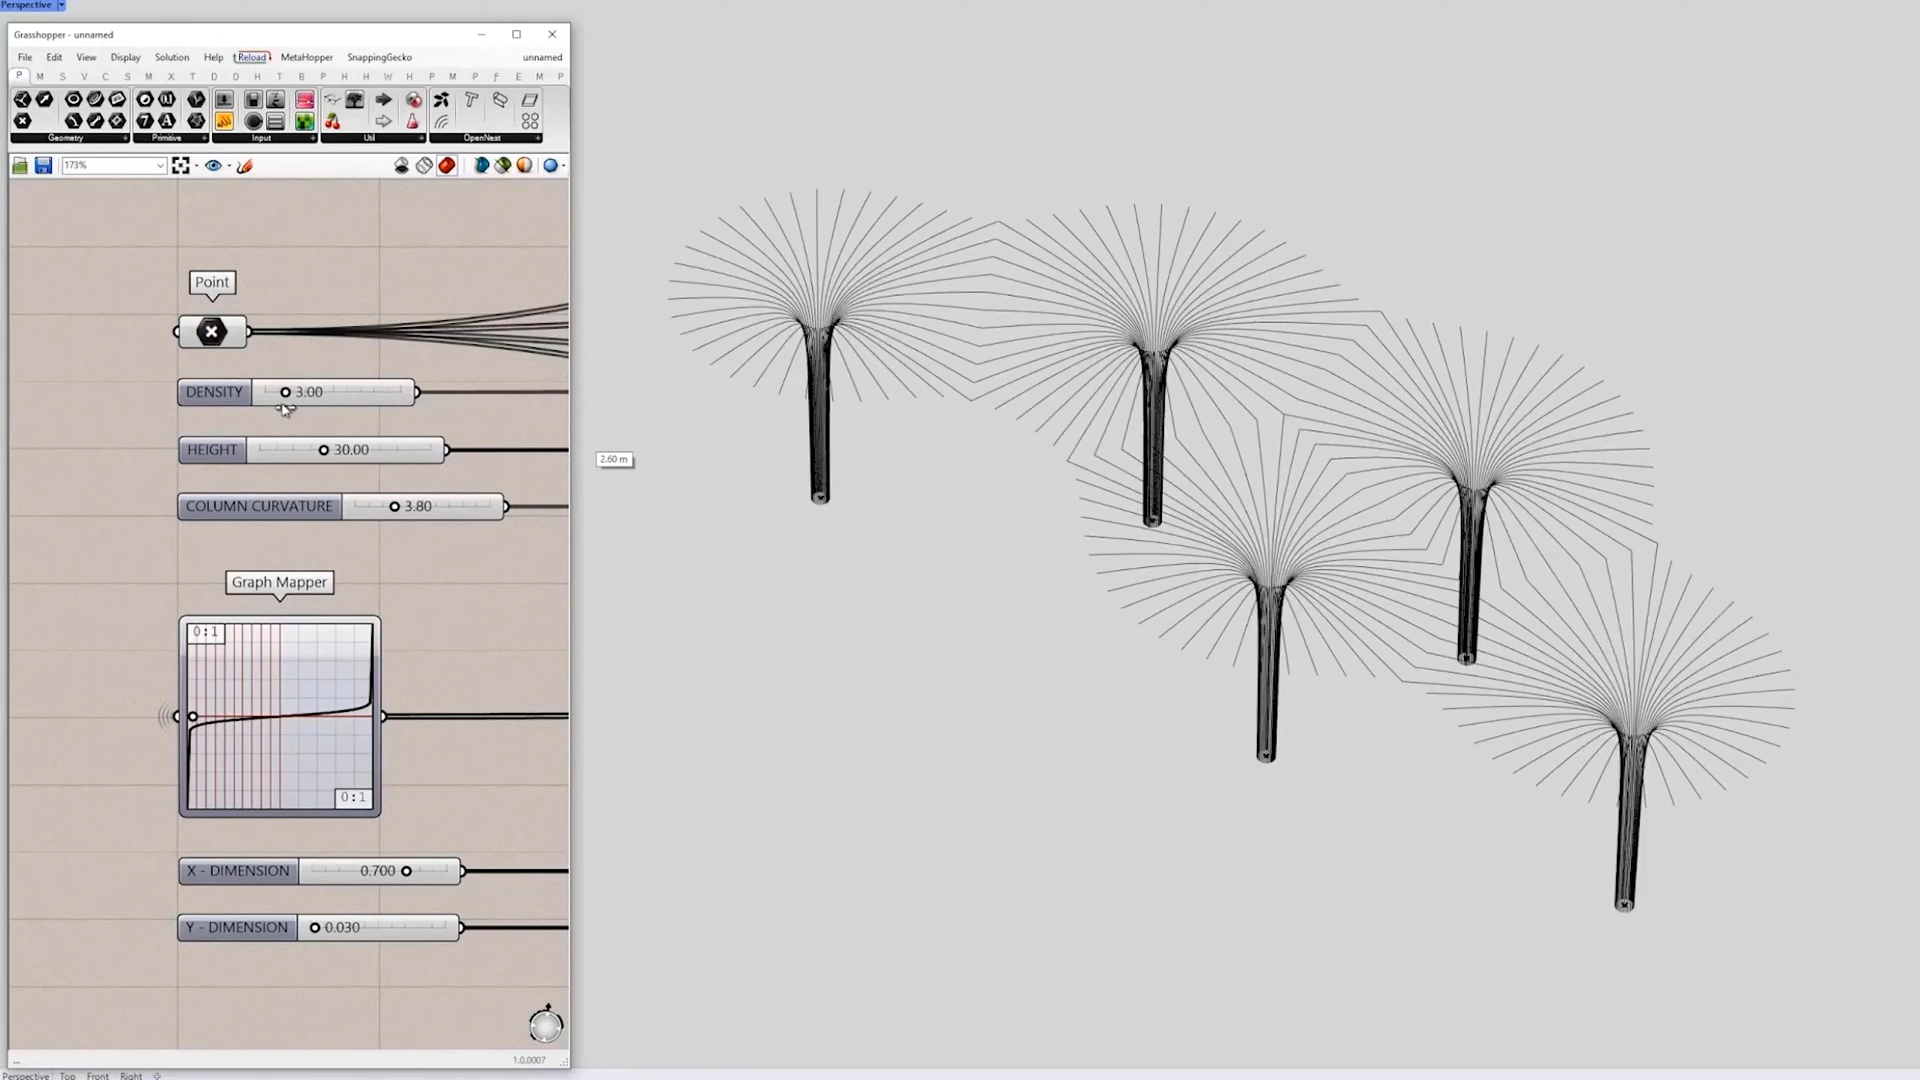 Perspective
Grasshopper - unnamed
File Edit View Display Solution Help Reload MetaHopper SnappingGecko unnamed
P M S V C S M X T D D H T B P H H W H P M P F E M P
Geometry Primitive Input Util OpenNest
173%
Point
DENSITY 3.00
HEIGHT 30.00
2.60 m
COLUMN CURVATURE 3.80
Graph Mapper
0:1
0:1
X - DIMENSION 0.700
Y - DIMENSION 0.030
... 1.0.0007
Perspective Top Front Right